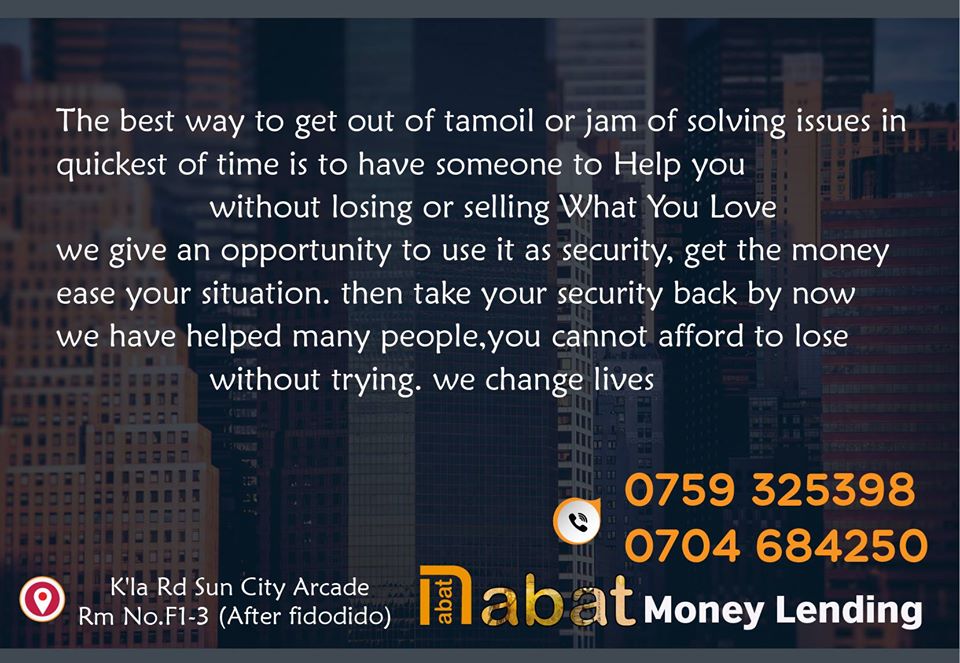 The best way to get out of tamoil or jam of solving issues in
quickest of time is to have someone to Help you
without losing or selling What You Love
we give an opportunity to use it as security, get the money
ease your situation. then take your security back by now
we have helped many people,you cannot afford to lose
without trying. we change lives
0759 325398
0704 684250
K'la Rd Sun City Arcade
Rm No.F1-3 (After fidodido)
abat
nabat Money Lending